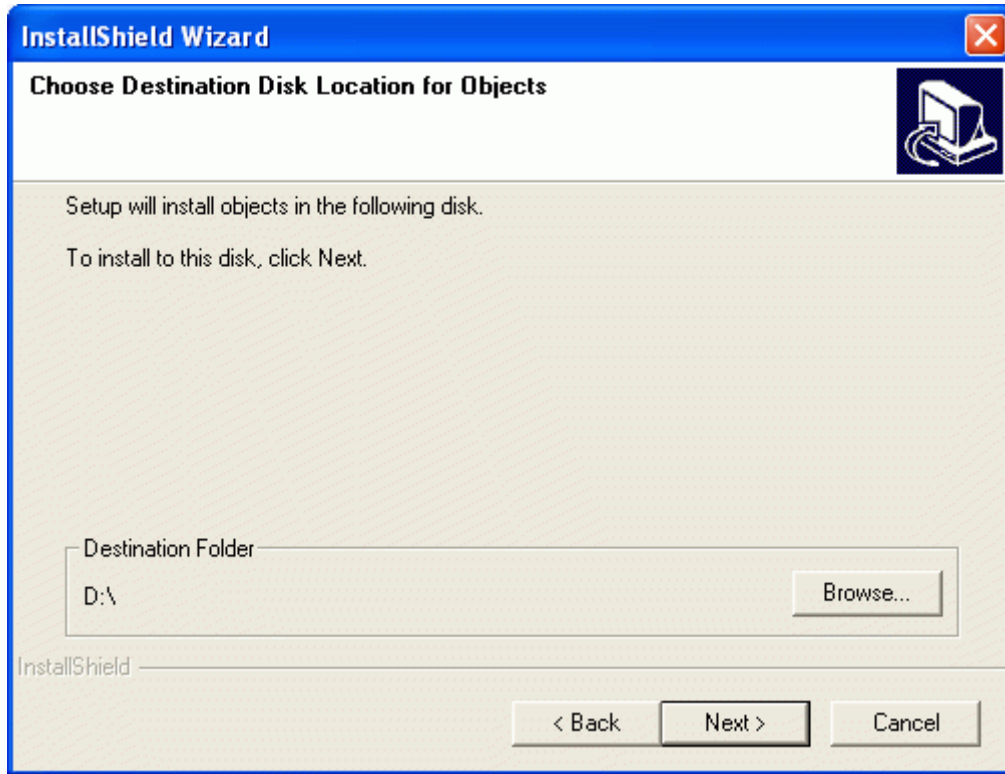 InstallShield Wizard
Choose Destination Disk Location for Objects
Setup will install objects in the following disk.
To install to this disk, click Next.
Destination Folder
D:\
Browse...
InstallShield
< Back Next > Cancel